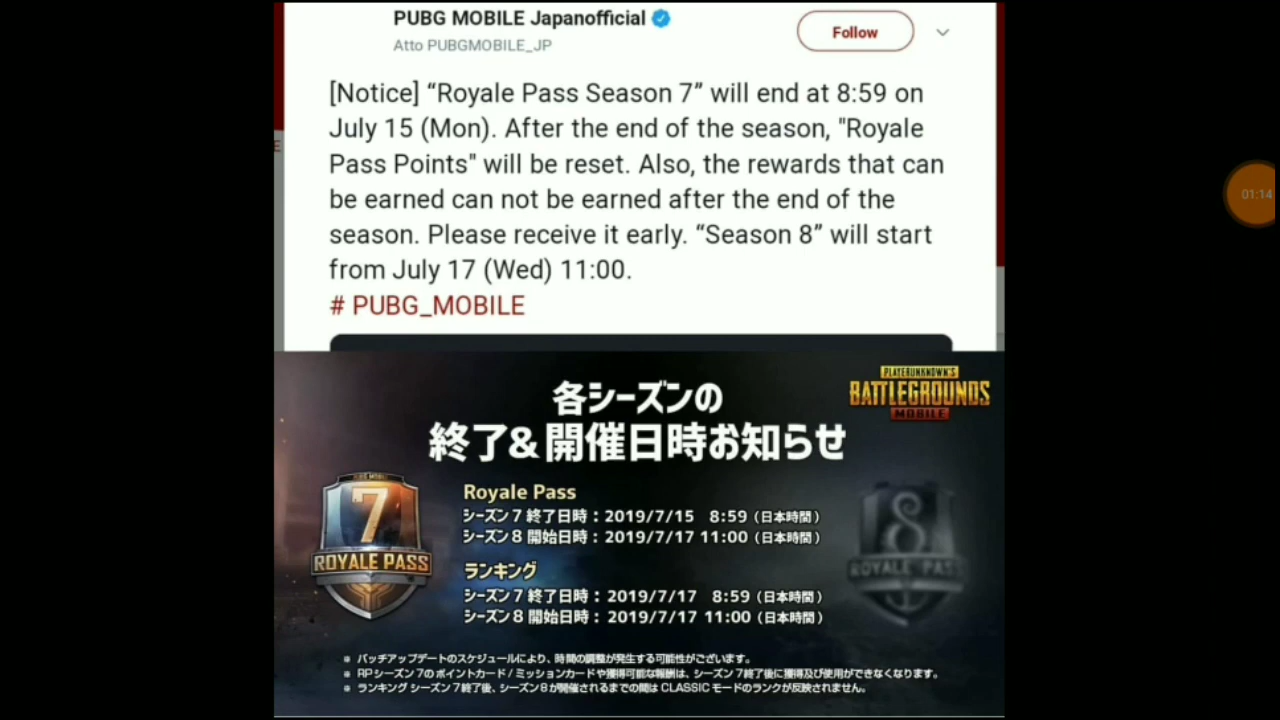 PUBG MOBILE Japanofficial
Atto PUBGMOBILE_JP
Follow
[Notice] “Royale Pass Season 7” will end at 8:59 on
July 15 (Mon). After the end of the season, "Royale
Pass Points" will be reset. Also, the rewards that can
be earned can not be earned after the end of the
season. Please receive it early. “Season 8” will start
from July 17 (Wed) 11:00.
# PUBG_MOBILE
01:14
各シーズンの
終了&開催日時お知らせ
PLAYERUNKNOWN'S
BATTLEGROUNDS
MOBILE
PUBG MOBILE
7
ROYALE PASS
8
ROYALE PASS
Royale Pass
シーズン7 終了日時：2019/7/15 8:59（日本時間）
シーズン8 開始日時：2019/7/17 11:00（日本時間）
ランキング
シーズン7 終了日時：2019/7/17 8:59（日本時間）
シーズン8 開始日時：2019/7/17 11:00（日本時間）
※ パッチアップデートのスケジュールにより、時間の調整が発生する可能性がございます。
※ RPシーズン7のポイントカード/ミッションカードや獲得可能な報酬は、シーズン7終了後に獲得及び使用ができなくなります。
※ ランキング シーズン7終了後、シーズン8が開催されるまでの間は CLASSICモードのランクが反映されません。